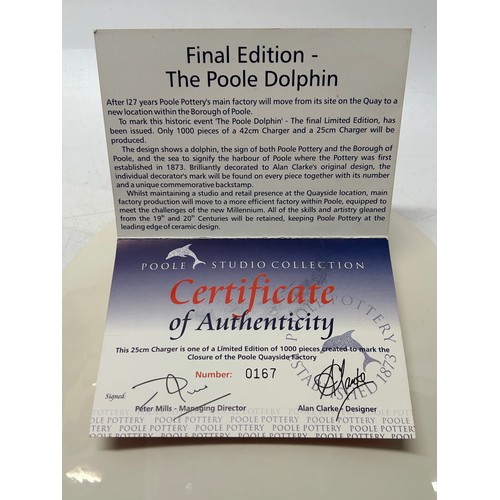 Final Edition -
The Poole Dolphin
After 127 years Poole Pottery's main factory will move from its site on the Quay to a
new location within the Borough of Poole.
To mark this historic event 'The Poole Dolphin' - The final Limited Edition, has
been issued. Only 1000 pieces of a 42cm Charger and a 25cm Charger will be
produced.
The design shows a dolphin, the sign of both Poole Pottery and the Borough of
Poole, and the sea to signify the harbour of Poole where the Pottery was first
established in 1873. Brilliantly decorated to Alan Clarke's original design, the
individual decorator's mark will be found on every piece together with its number
and a unique commemorative backstamp.
Whilst maintaining a studio and retail presence at the Quayside location, main
factory production will move to a more efficient factory within Poole, equipped to
meet the challenges of the new Millennium. All of the skills and artistry gleaned
from the 19th and 20th Centuries will be retained, keeping Poole Pottery at the
leading edge of ceramic design.
POOLE STUDIO COLLECTION
Certificate
of Authenticity
POOLE POTTERY
ESTABLISHED 1873
This 25cm Charger is one of a Limited Edition of 1000 pieces created to mark the
Closure of the Poole Quayside Factory
Number: 0167
Signed:
AClarke
Peter Mills - Managing Director Alan Clarke - Designer
POOLE POTTERY POOLE POTTERY POOLE POTTERY POOLE POTTERY
POOLE POTTERY POOLE POTTERY POOLE POTTERY POOLE POTTERY